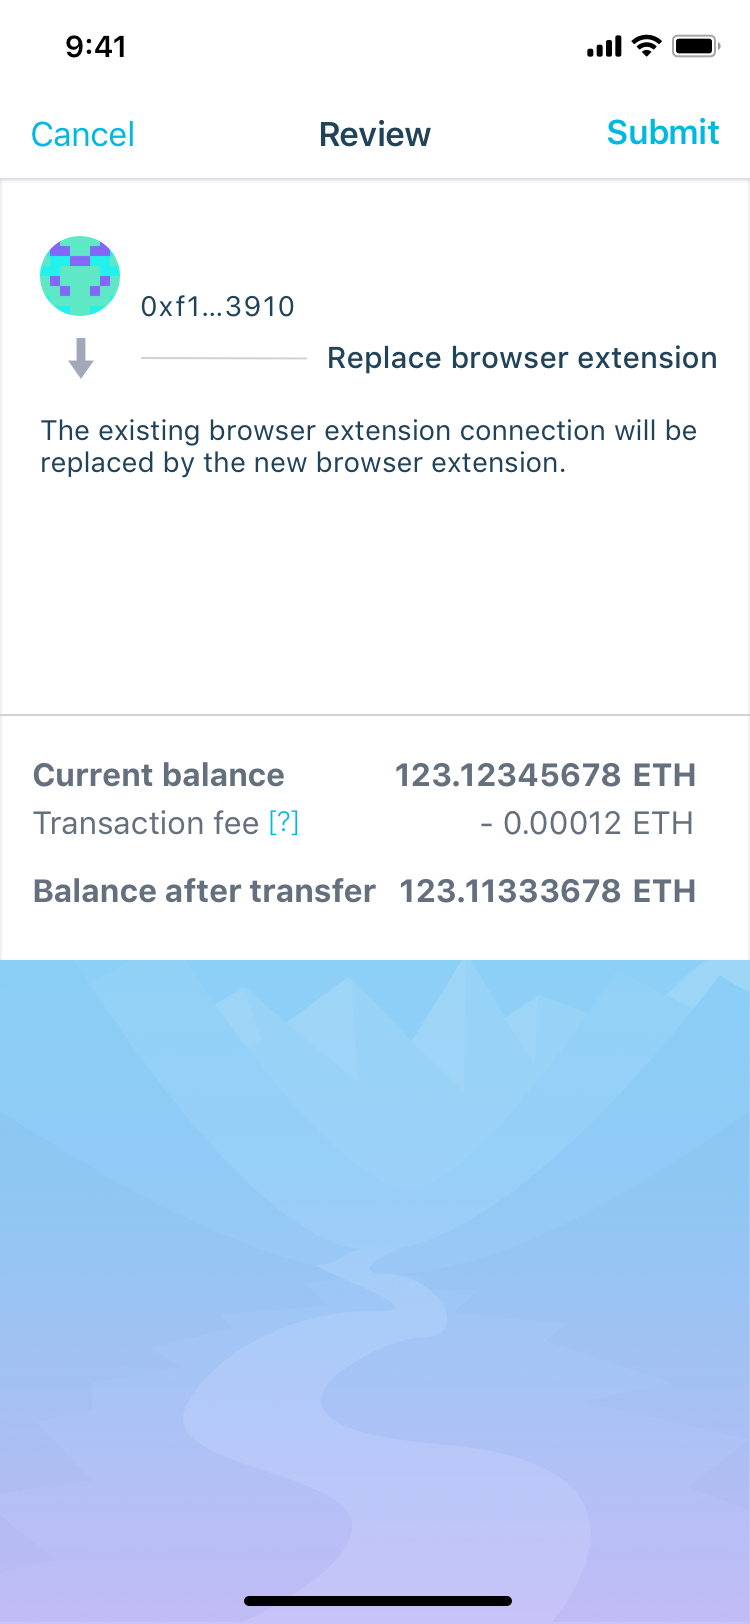 9:41
Cancel
Review
Submit
0xf1...3910
Replace browser extension
The existing browser extension connection will be
replaced by the new browser extension.
Current balance 123.12345678 ETH
Transaction fee [?] - 0.00012 ETH
Balance after transfer 123.11333678 ETH